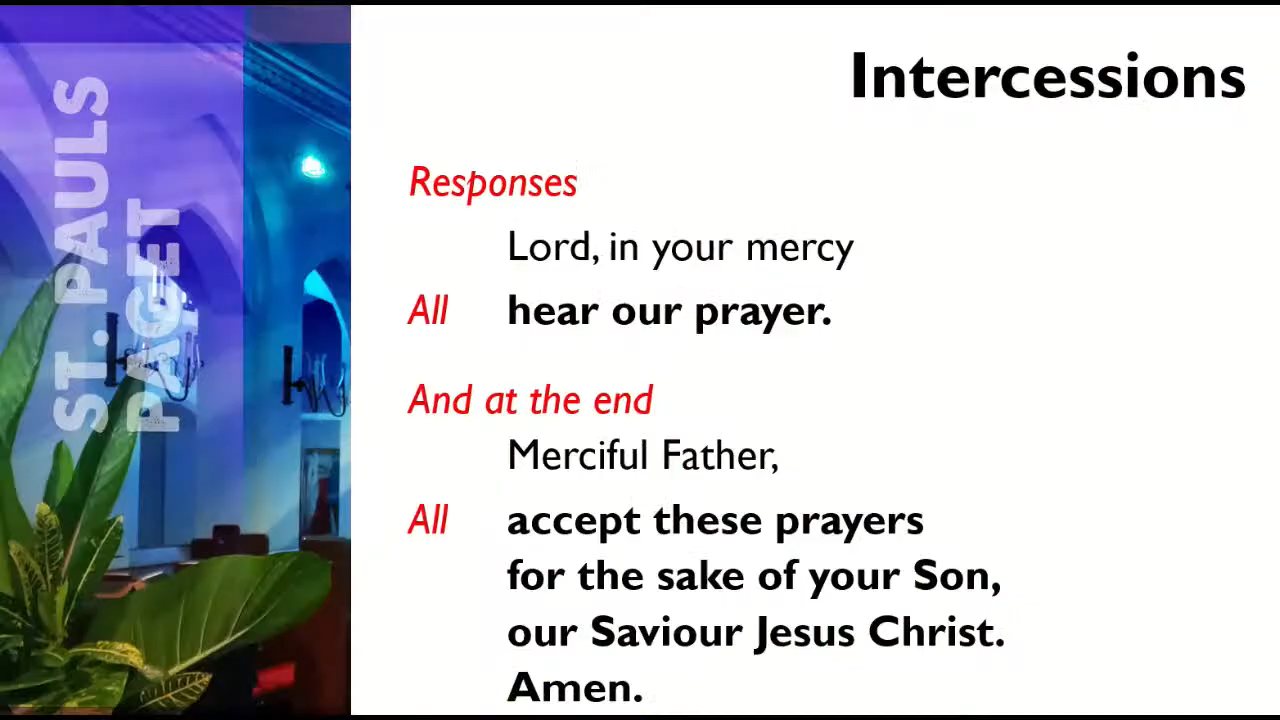 ST. PAULS
PAGET
Intercessions
Responses
Lord, in your mercy
All hear our prayer.
And at the end
Merciful Father,
All accept these prayers
for the sake of your Son,
our Saviour Jesus Christ.
Amen.